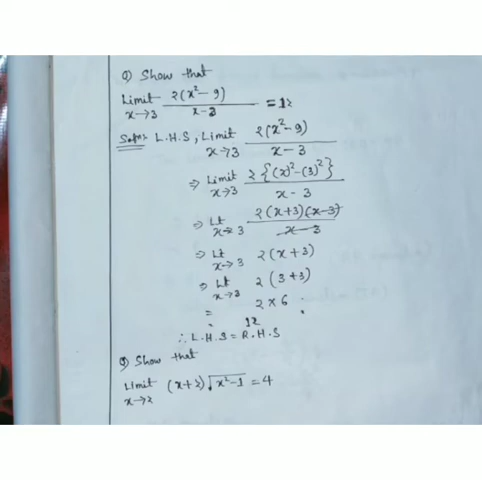 Q) Show that
Limit x→3 2(x²-9)/x-3 = 12
Soln:- L.H.S, Limit x→3 2(x²-9)/x-3
⇒ Limit x→3 2{(x)²-(3)²}/x-3
⇒ Lt x→3 2(x+3)(x-3)/x-3
⇒ Lt x→3 2(x+3)
⇒ Lt x→3 2(3+3)
= 2×6
12
∴ L.H.S = R.H.S
Q) Show that
Limit x→2 (x+2)√x²-1 = 4